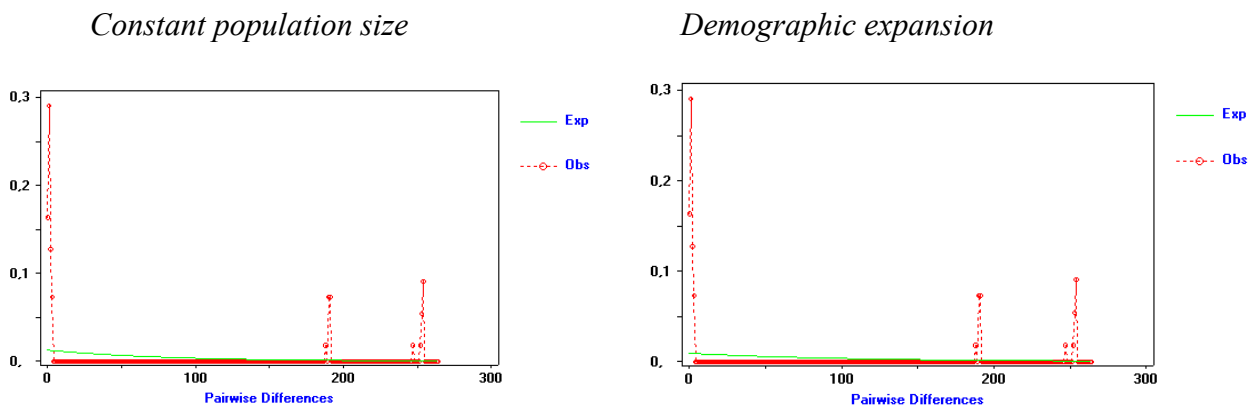 Constant population size
Demographic expansion
0,3
0,2
0,1
0,
0
100
200
300
Pairwise Differences
Exp
Obs
0,3
0,2
0,1
0,
0
100
200
300
Pairwise Differences
Exp
Obs